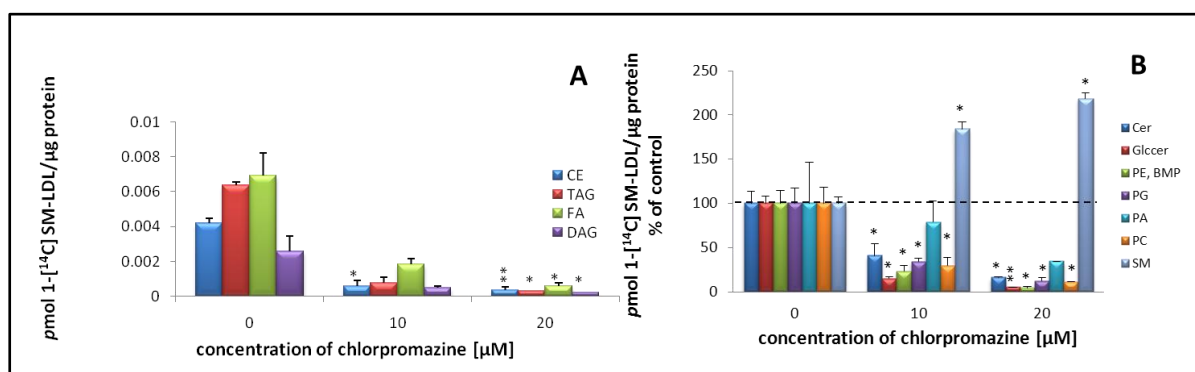 A
pmol 1-[¹⁴C] SM-LDL/µg protein
0.01
0.008
0.006
0.004
0.002
0
CE
TAG
FA
DAG
*
**
*
*
*
0
10
20
concentration of chlorpromazine [µM]
B
pmol 1-[¹⁴C] SM-LDL/µg protein
% of control
250
200
150
100
50
0
*
*
*
*
*
*
*
*
**
*
*
*
*
Cer
Glccer
PE, BMP
PG
PA
PC
SM
0
10
20
concentration of chlorpromazine [µM]